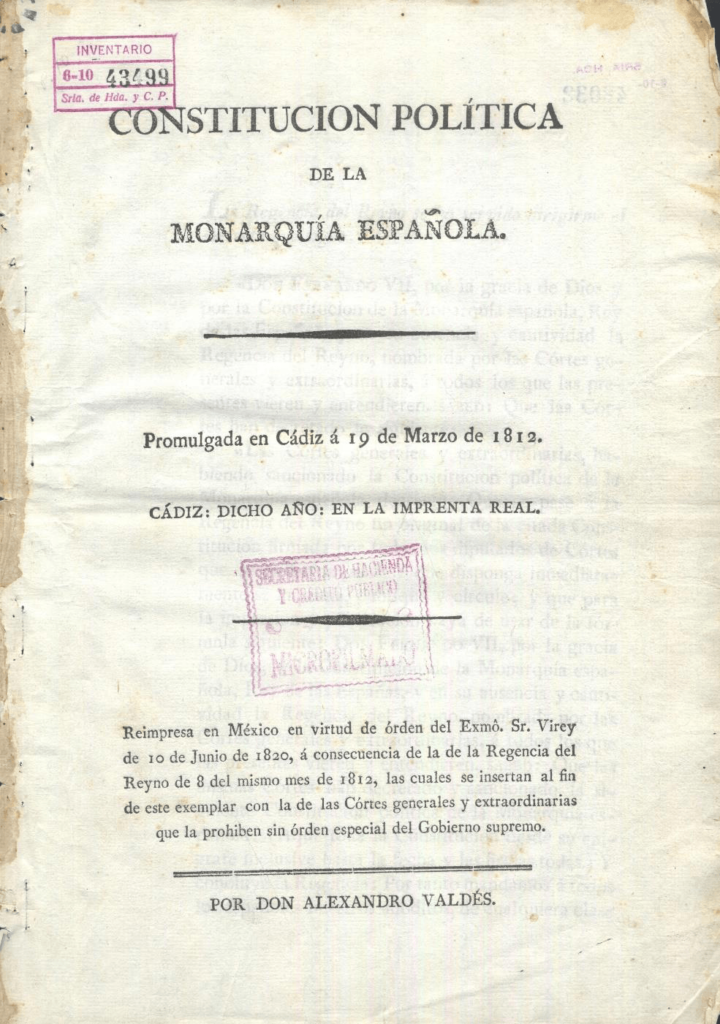 INVENTARIO
6-10 43499
Sria. de Hda. y C. P.
CONSTITUCION POLÍTICA
DE LA
MONARQUÍA ESPAÑOLA.
Promulgada en Cádiz á 19 de Marzo de 1812.
CÁDIZ: DICHO AÑO: EN LA IMPRENTA REAL.
SECRETARIA DE HACIENDA
Y CREDITO PUBLICO
MICROFILMADO
Reimpresa en México en virtud de órden del Exmô. Sr. Virey
de 10 de Junio de 1820, á consecuencia de la de la Regencia del
Reyno de 8 del mismo mes de 1812, las cuales se insertan al fin
de este exemplar con la de las Córtes generales y extraordinarias
que la prohiben sin órden especial del Gobierno supremo.
POR DON ALEXANDRO VALDÉS.